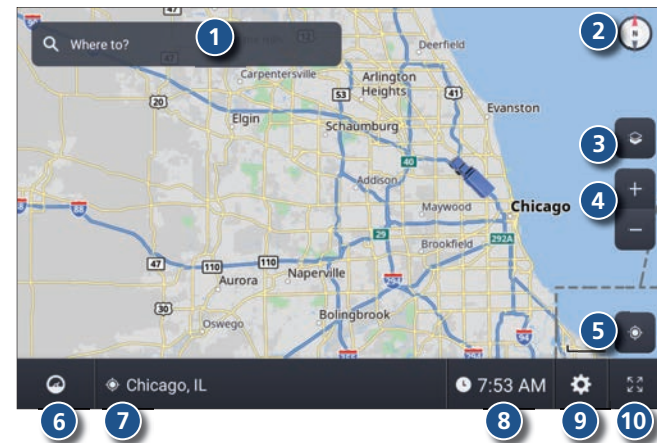 Where to?
1
2
N
Deerfield
Carpentersville
Arlington
Heights
53
41
20
Evanston
Elgin
Schaumburg
3
40
Addison
4
+
Maywood
Chicago
−
29
Brookfield
292A
47
110
110
Naperville
Aurora
30
Bolingbrook
Oswego
5
Chicago, IL
7:53 AM
6
7
8
9
10